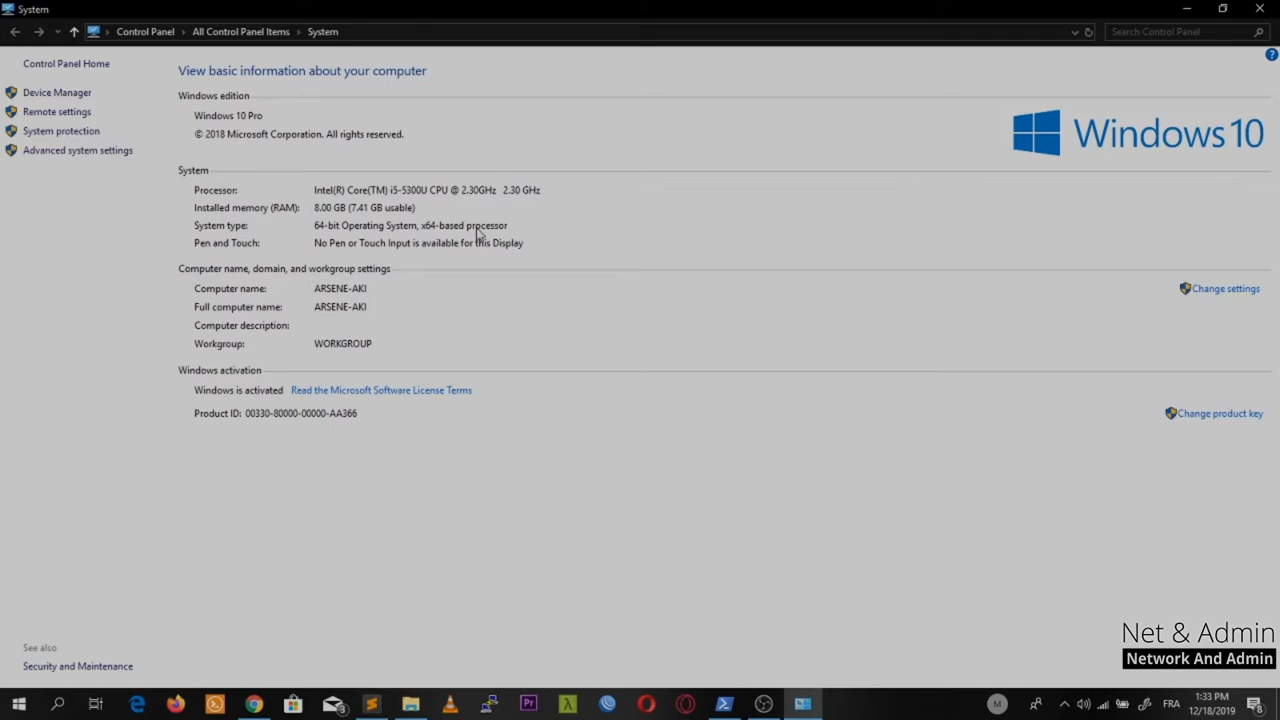 System
Control Panel
All Control Panel Items
System
Search Control Panel
Control Panel Home
Device Manager
Remote settings
System protection
Advanced system settings
View basic information about your computer
Windows edition
Windows 10 Pro
© 2018 Microsoft Corporation. All rights reserved.
Windows 10
System
Processor: Intel(R) Core(TM) i5-5300U CPU @ 2.30GHz 2.30 GHz
Installed memory (RAM): 8.00 GB (7.41 GB usable)
System type: 64-bit Operating System, x64-based processor
Pen and Touch: No Pen or Touch Input is available for this Display
Computer name, domain, and workgroup settings
Computer name: ARSENE-AKI
Change settings
Full computer name: ARSENE-AKI
Computer description:
Workgroup: WORKGROUP
Windows activation
Windows is activated Read the Microsoft Software License Terms
Product ID: 00330-80000-00000-AA366
Change product key
See also
Security and Maintenance
Net & Admin
Network And Admin
Pr
M
FRA
1:33 PM
12/18/2019